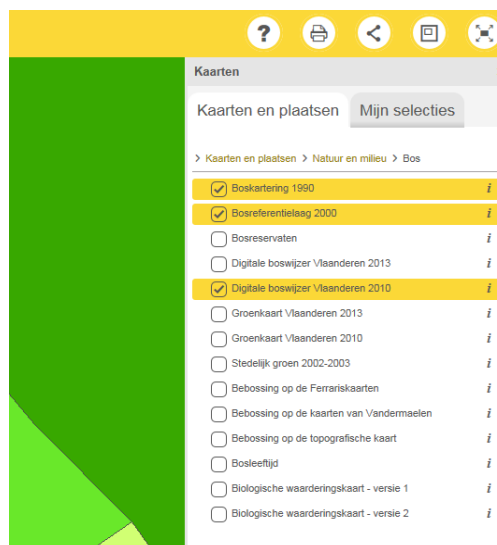 ?
Kaarten
Kaarten en plaatsen Mijn selecties
> Kaarten en plaatsen > Natuur en milieu > Bos
Boskartering 1990 i
Bosreferentielaag 2000 i
Bosreservaten i
Digitale boswijzer Vlaanderen 2013 i
Digitale boswijzer Vlaanderen 2010 i
Groenkaart Vlaanderen 2013 i
Groenkaart Vlaanderen 2010 i
Stedelijk groen 2002-2003 i
Bebossing op de Ferrariskaarten i
Bebossing op de kaarten van Vandermaelen i
Bebossing op de topografische kaart i
Bosleeftijd i
Biologische waarderingskaart - versie 1 i
Biologische waarderingskaart - versie 2 i